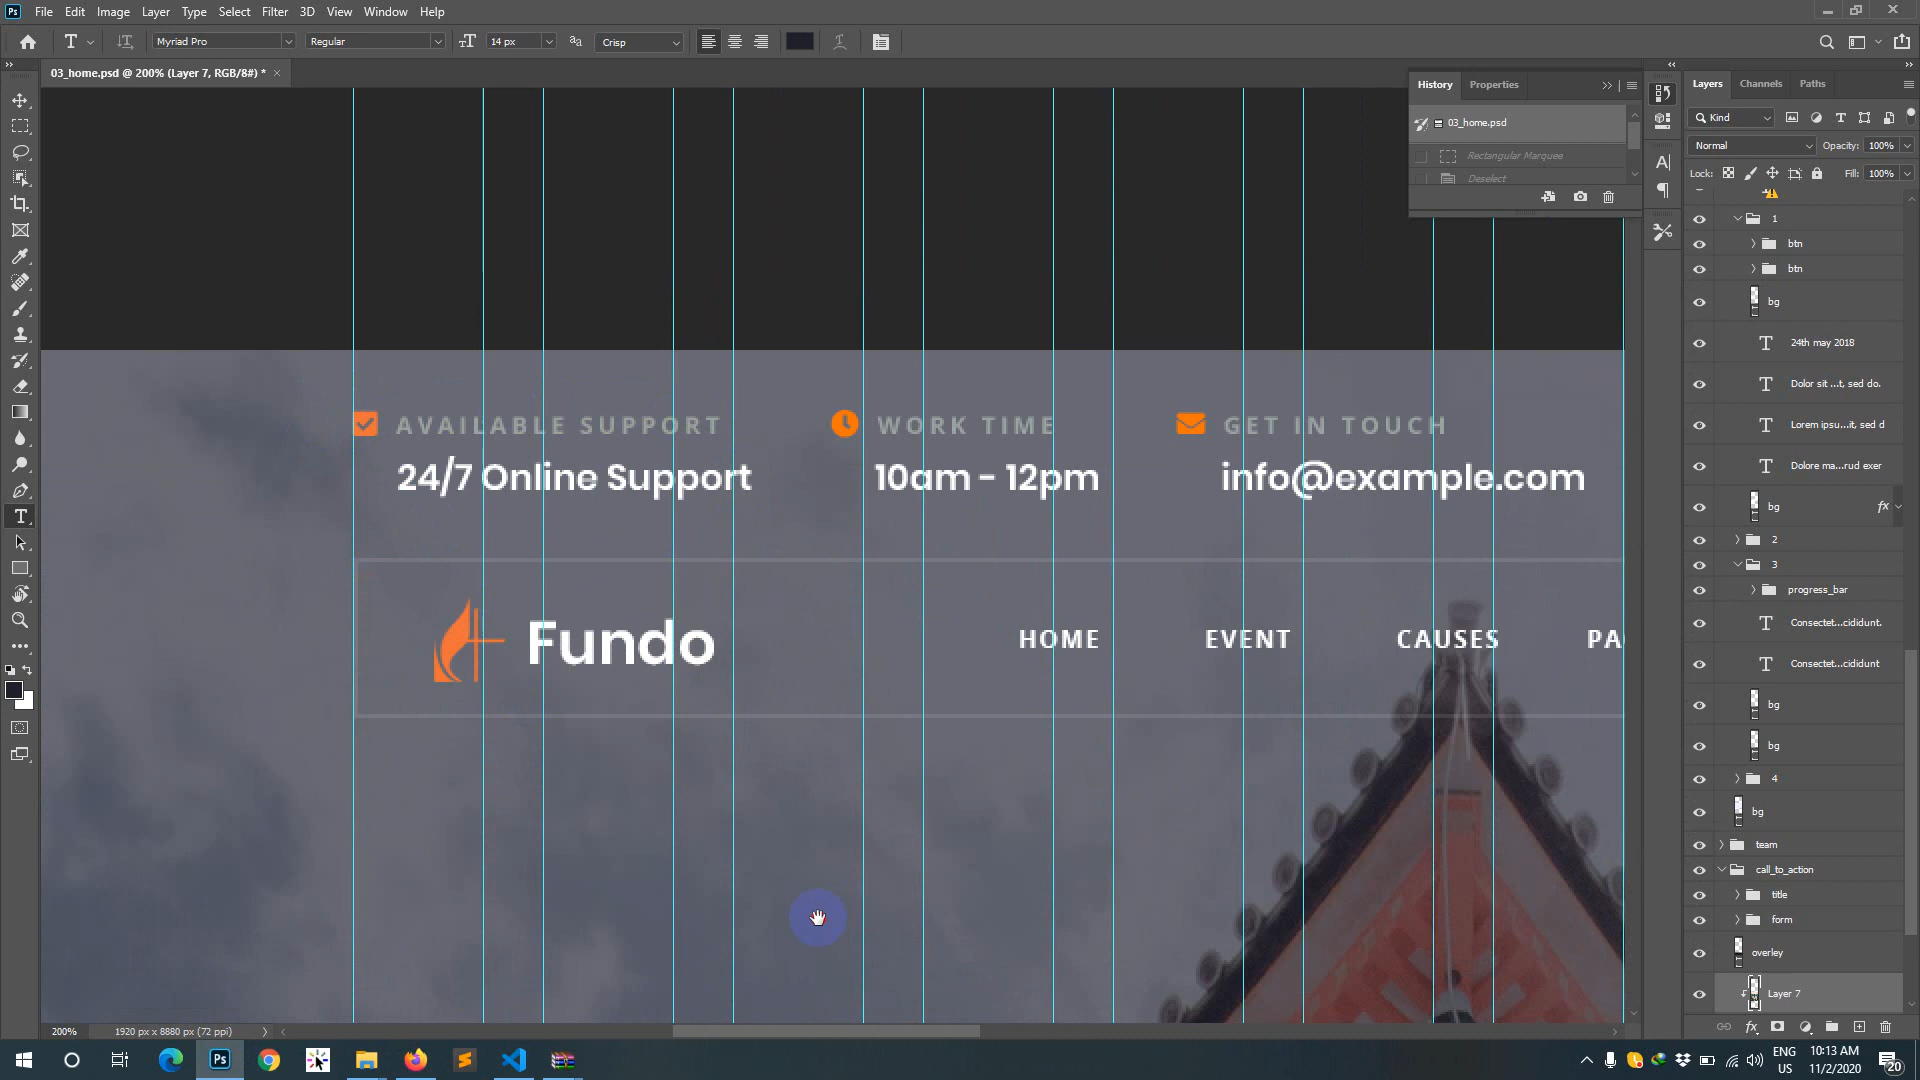 Ps File Edit Image Layer Type Select Filter 3D View Window Help
T Myriad Pro Regular 14 px Crisp
03_home.psd @ 200% (Layer 7, RGB/8#) *
History Properties
03_home.psd
Rectangular Marquee
Deselect
Layers Channels Paths
Kind
Normal Opacity: 100%
Lock: Fill: 100%
1
btn
btn
bg
24th may 2018
Dolor sit ...t, sed do.
Lorem ipsu...it, sed d
Dolore ma...rud exer
bg fx
2
3
progress_bar
Consectet...cididunt.
Consectet...cididunt
bg
bg
4
bg
team
call_to_action
title
form
overley
Layer 7
AVAILABLE SUPPORT WORK TIME GET IN TOUCH
24/7 Online Support 10am - 12pm info@example.com
Fundo HOME EVENT CAUSES PA
200% 1920 px x 8880 px (72 ppi)
Ps
ENG
US
10:13 AM
11/2/2020
20